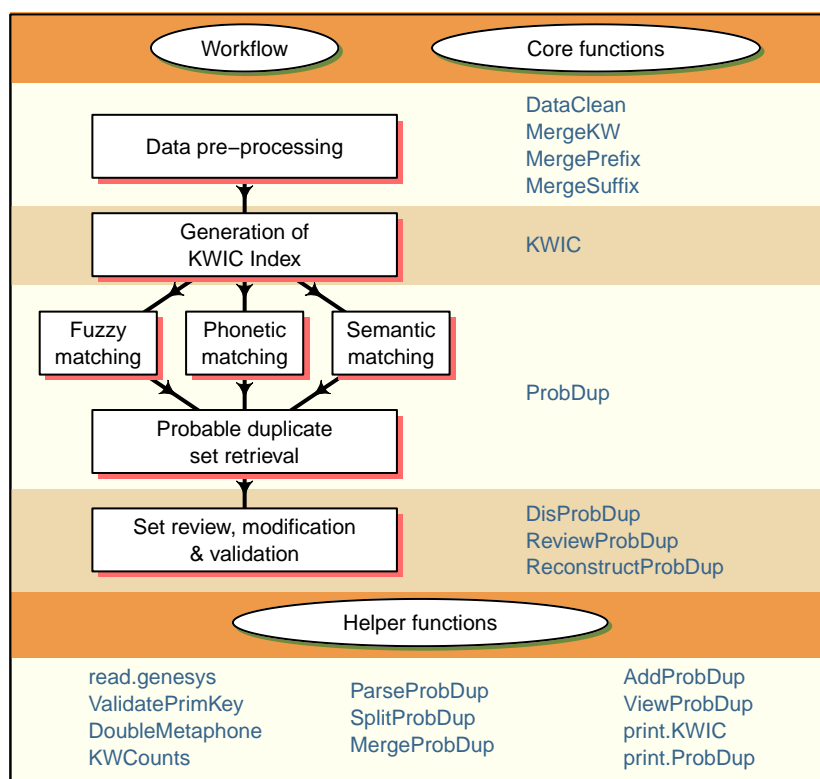 Workflow
Core functions
Data pre−processing
DataClean
MergeKW
MergePrefix
MergeSuffix
Generation of
KWIC Index
KWIC
Fuzzy
matching
Phonetic
matching
Semantic
matching
ProbDup
Probable duplicate
set retrieval
Set review, modification
& validation
DisProbDup
ReviewProbDup
ReconstructProbDup
Helper functions
read.genesys
ValidatePrimKey
DoubleMetaphone
KWCounts
ParseProbDup
SplitProbDup
MergeProbDup
AddProbDup
ViewProbDup
print.KWIC
print.ProbDup